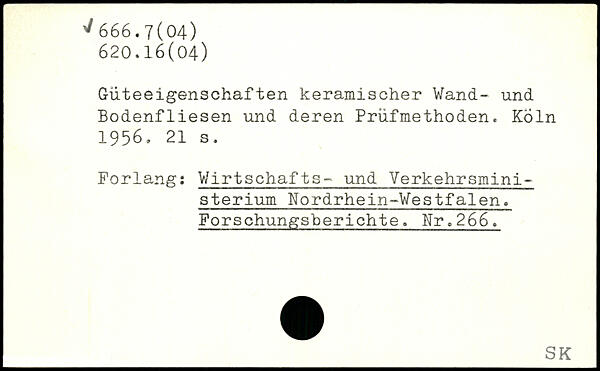 ✓ 666.7(04)
620.16(04)
Güteeigenschaften keramischer Wand- und
Bodenfliesen und deren Prüfmethoden. Köln
1956. 21 s.
Forlang: Wirtschafts- und Verkehrsmini-
sterium Nordrhein-Westfalen.
Forschungsberichte. Nr.266.
SK